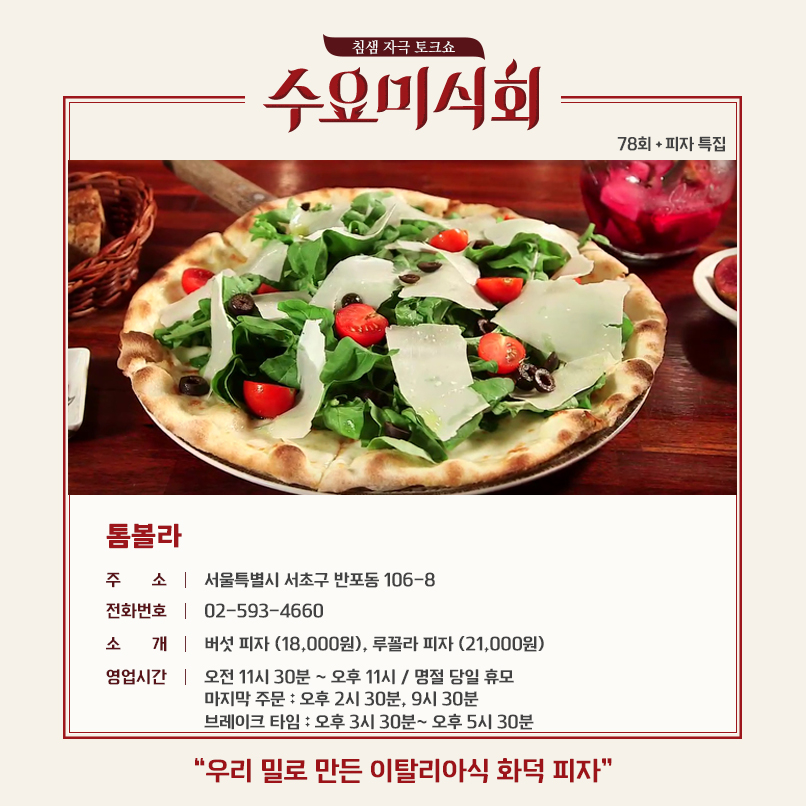 침샘 자극 토크쇼
수요미식회
78회 + 피자 특집
톰볼라
주 소 | 서울특별시 서초구 반포동 106-8
전화번호 | 02-593-4660
소 개 | 버섯 피자 (18,000원), 루꼴라 피자 (21,000원)
영업시간 | 오전 11시 30분 ~ 오후 11시 / 명절 당일 휴모
마지막 주문 : 오후 2시 30분, 9시 30분
브레이크 타임 : 오후 3시 30분~ 오후 5시 30분
“우리 밀로 만든 이탈리아식 화덕 피자”